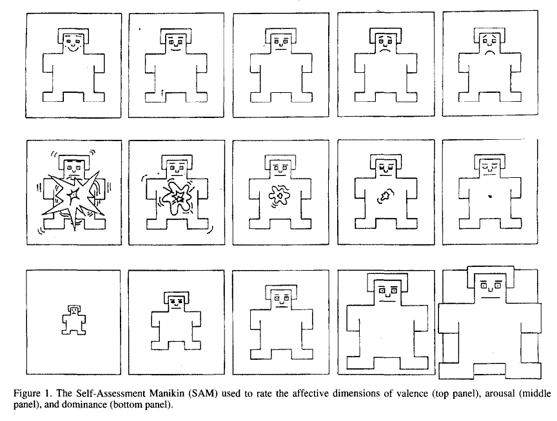 Figure 1. The Self-Assessment Manikin (SAM) used to rate the affective dimensions of valence (top panel), arousal (middle
panel), and dominance (bottom panel).